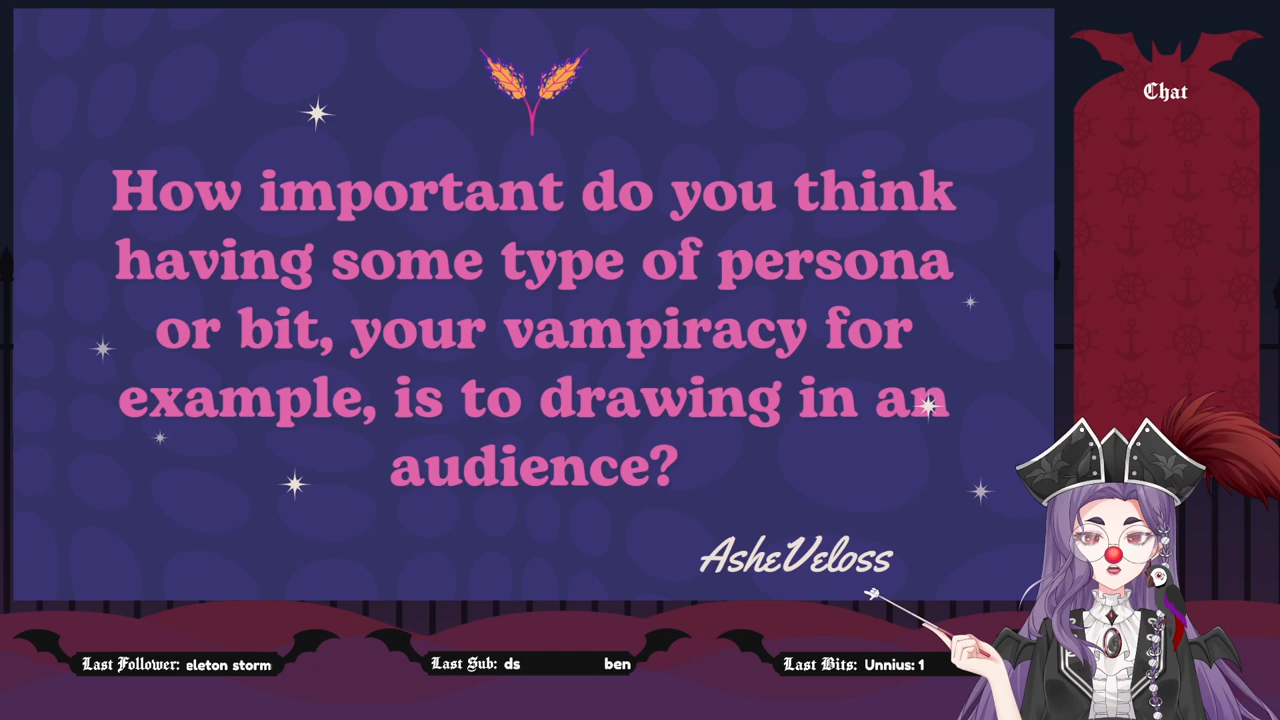 How important do you think
having some type of persona
or bit, your vampiracy for
example, is to drawing in an
audience?
AsheVeloss
Chat
Last Follower: eleton storm
Last Sub: ds ben
Last Bits: Unnius: 1